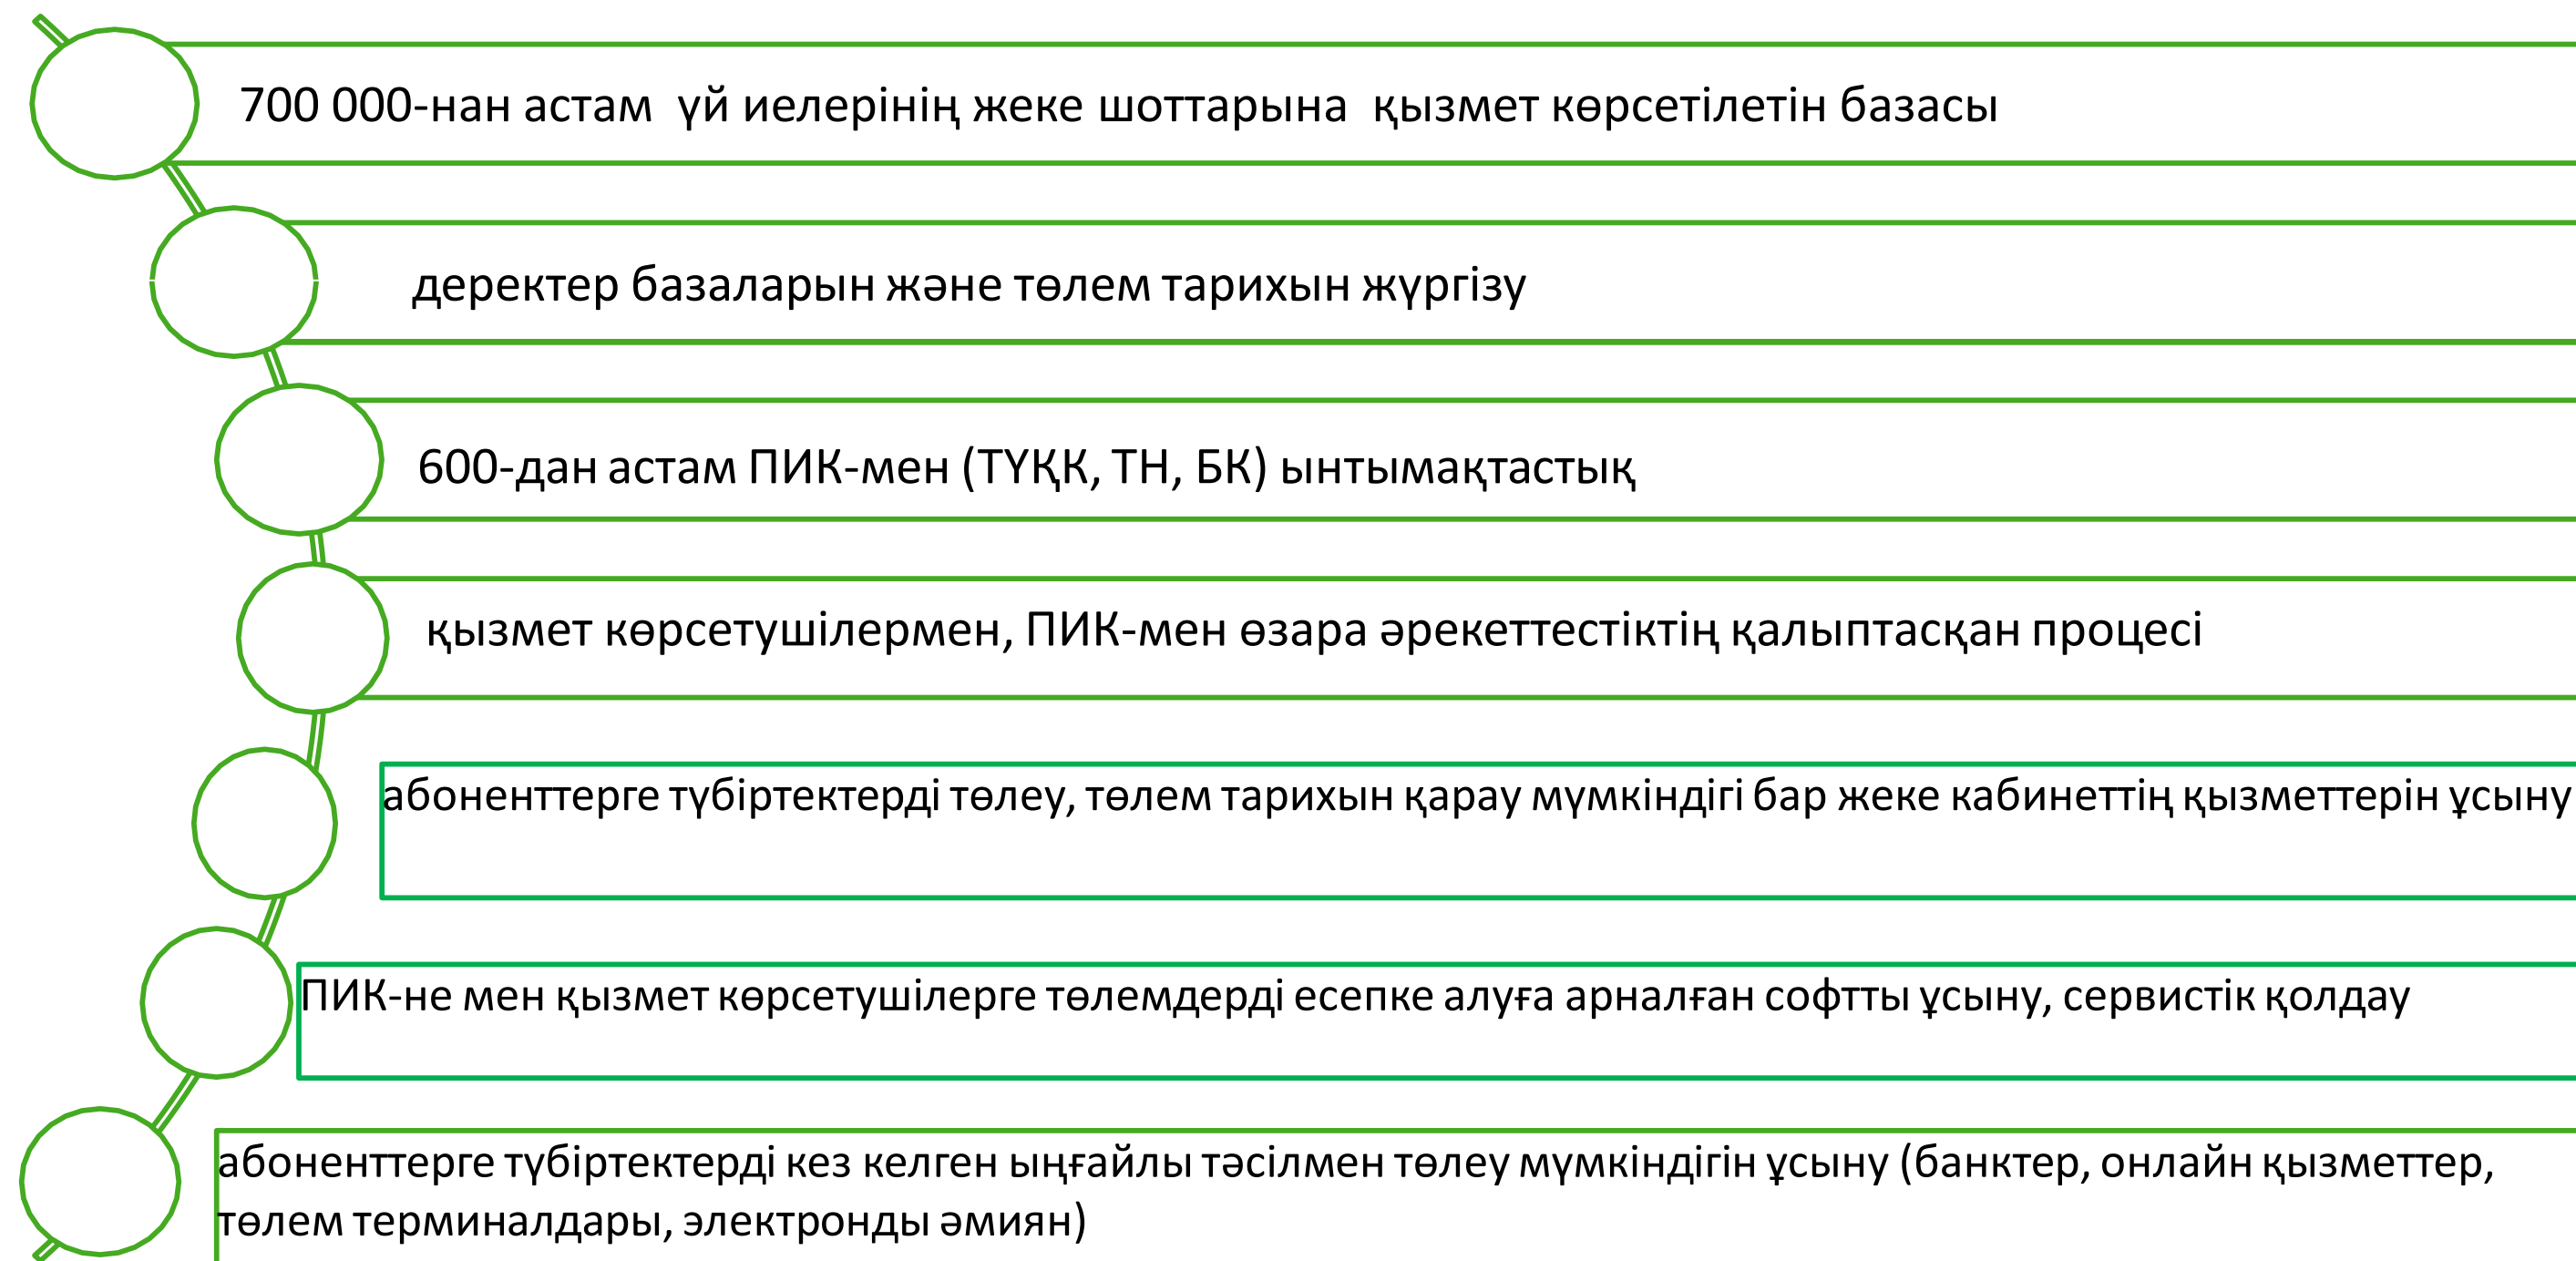 700 000-нан астам үй иелерінің жеке шоттарына қызмет көрсетілетін базасы
деректер базаларын және төлем тарихын жүргізу
600-дан астам ПИК-мен (ТҮҚК, ТН, БК) ынтымақтастық
қызмет көрсетушілермен, ПИК-мен өзара әрекеттестіктің қалыптасқан процесі
абоненттерге түбіртектерді төлеу, төлем тарихын қарау мүмкіндігі бар жеке кабинеттің қызметтерін ұсыну
ПИК-не мен қызмет көрсетушілерге төлемдерді есепке алуға арналған софтты ұсыну, сервистік қолдау
абоненттерге түбіртектерді кез келген ыңғайлы тәсілмен төлеу мүмкіндігін ұсыну (банктер, онлайн қызметтер,
төлем терминалдары, электронды әмиян)